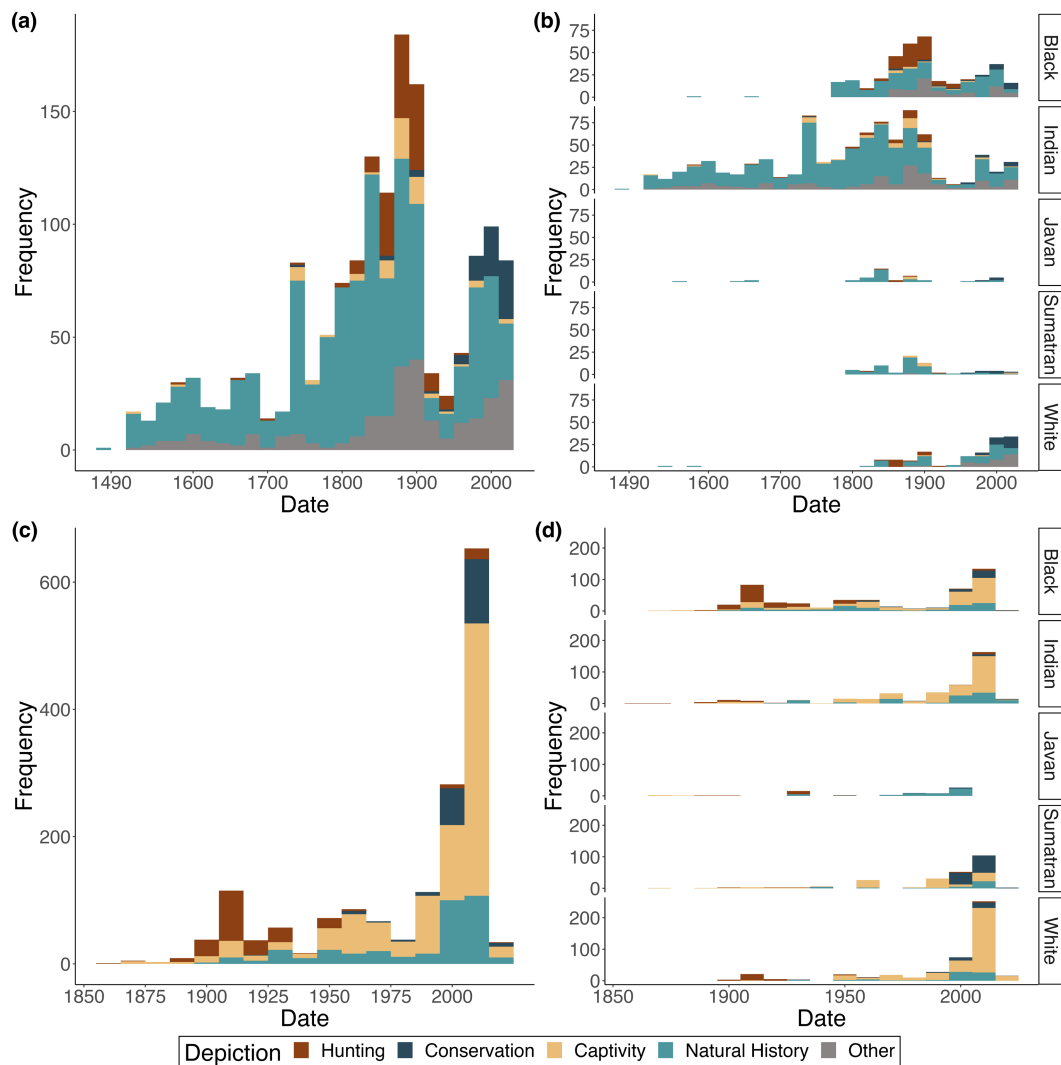 (a)
Frequency
150
100
50
0
1490 1600 1700 1800 1900 2000
Date
(b)
Frequency
75
50
25
0
Black
75
50
25
0
Indian
75
50
25
0
Javan
75
50
25
0
Sumatran
75
50
25
0
White
1490 1600 1700 1800 1900 2000
Date
(c)
Frequency
600
400
200
0
1850 1875 1900 1925 1950 1975 2000
Date
(d)
Frequency
200
100
0
Black
200
100
0
Indian
200
100
0
Javan
200
100
0
Sumatran
200
100
0
White
1850 1900 1950 2000
Date
Depiction Hunting Conservation Captivity Natural History Other